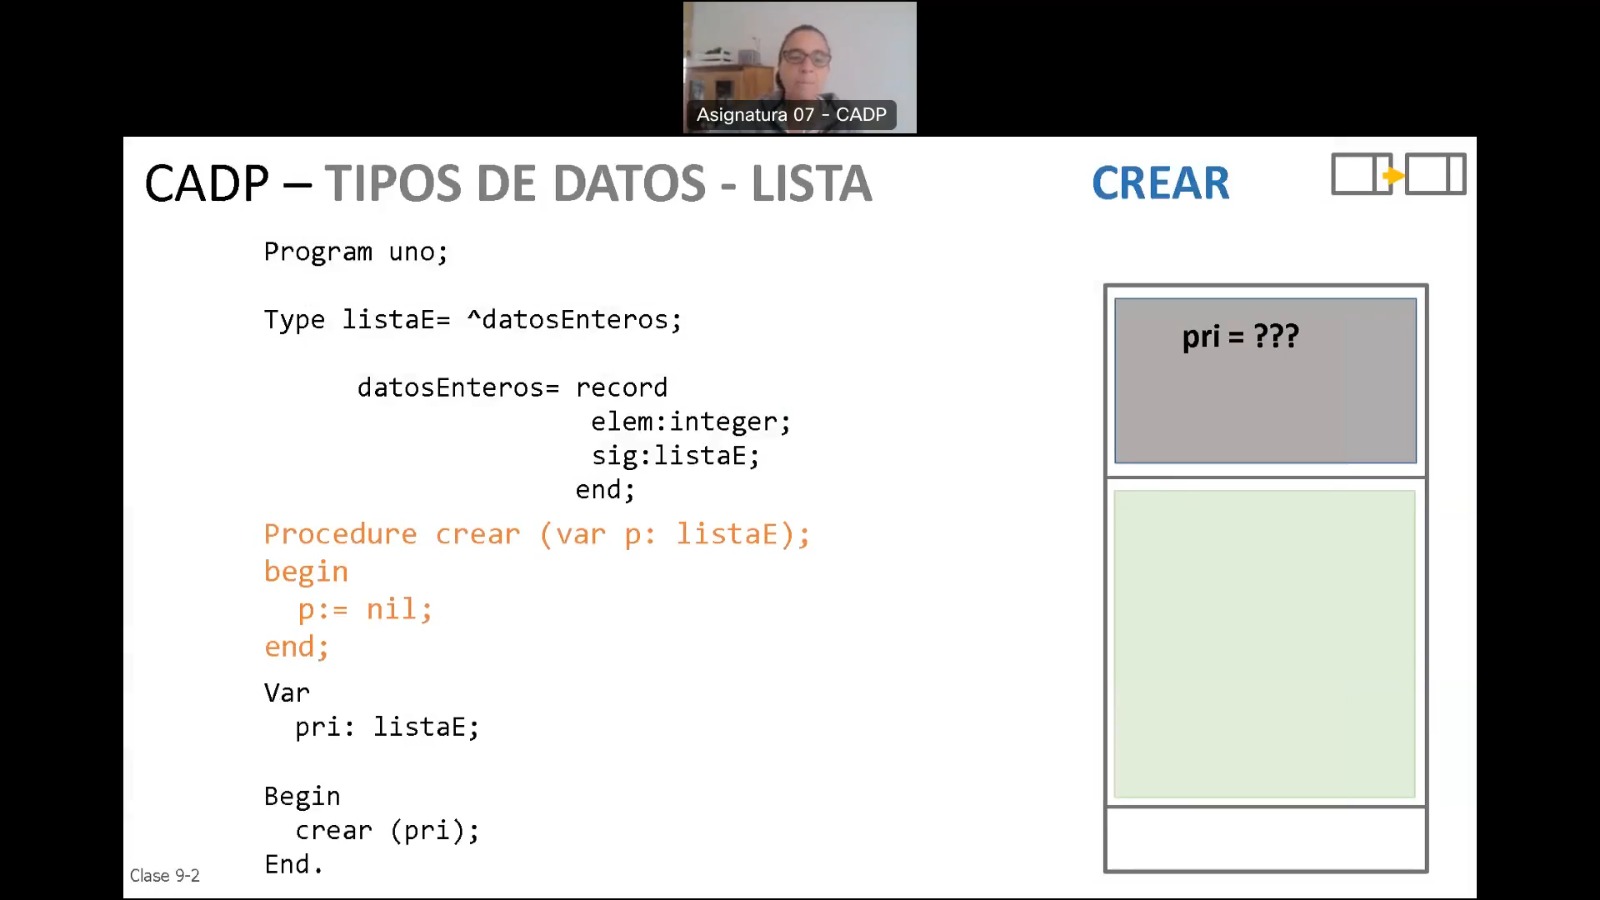 Asignatura 07 - CADP
CADP – TIPOS DE DATOS - LISTA
CREAR
Program uno;
Type listaE= ^datosEnteros;
datosEnteros= record
elem:integer;
sig:listaE;
end;
Procedure crear (var p: listaE);
begin
p:= nil;
end;
Var
pri: listaE;
Begin
crear (pri);
End.
pri = ???
Clase 9-2